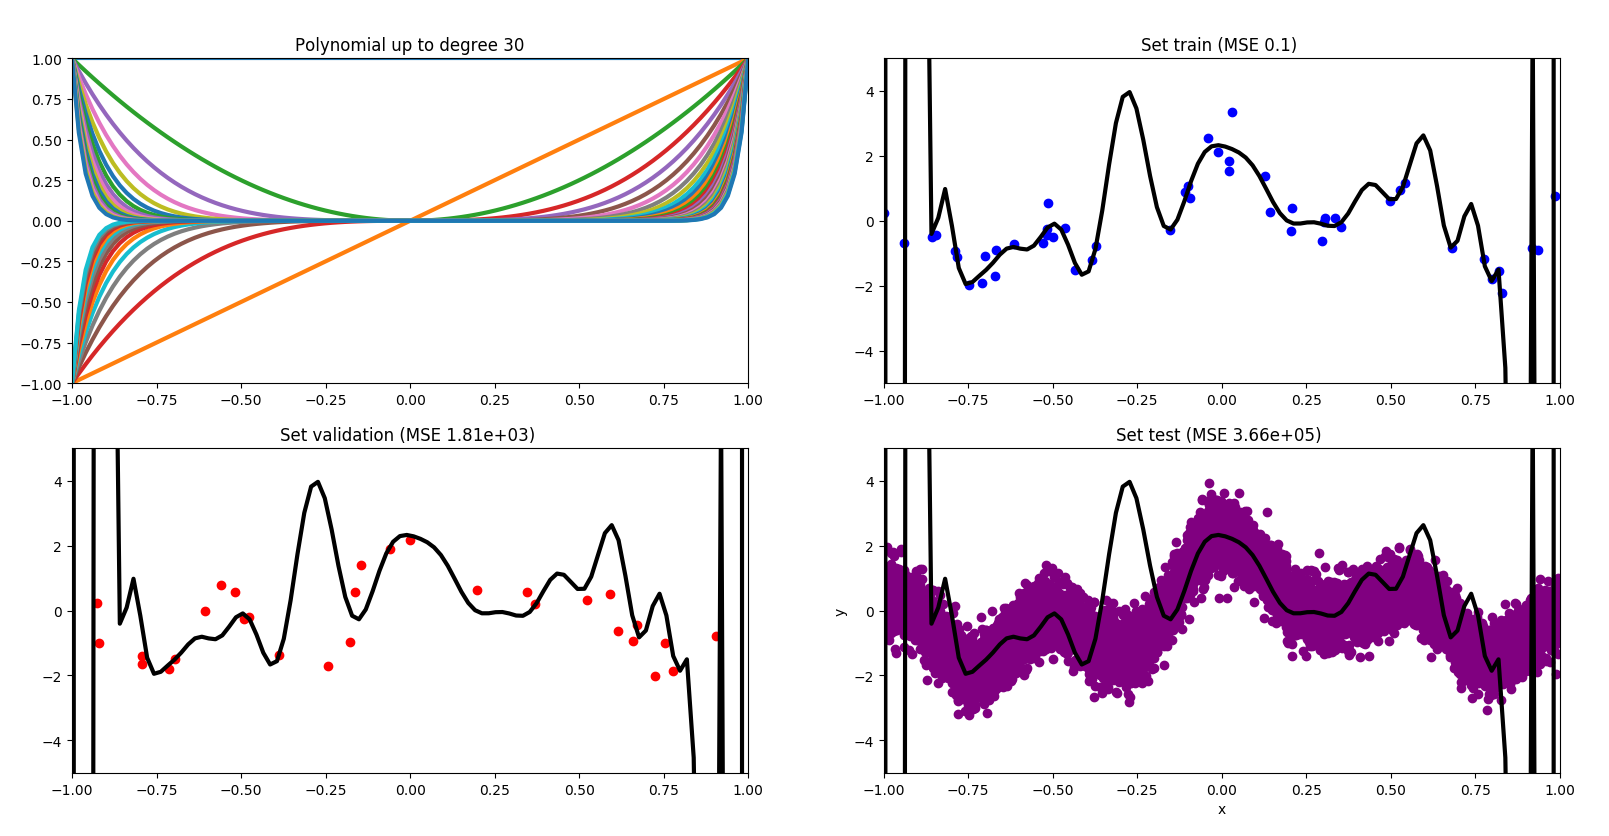 Polynomial up to degree 30
1.00
0.75
0.50
0.25
0.00
−0.25
−0.50
−0.75
−1.00
−1.00 −0.75 −0.50 −0.25 0.00 0.25 0.50 0.75 1.00
Set train (MSE 0.1)
4
2
0
−2
−4
−1.00 −0.75 −0.50 −0.25 0.00 0.25 0.50 0.75 1.00
Set validation (MSE 1.81e+03)
4
2
0
−2
−4
−1.00 −0.75 −0.50 −0.25 0.00 0.25 0.50 0.75 1.00
Set test (MSE 3.66e+05)
y
4
2
0
−2
−4
−1.00 −0.75 −0.50 −0.25 0.00 0.25 0.50 0.75 1.00
x